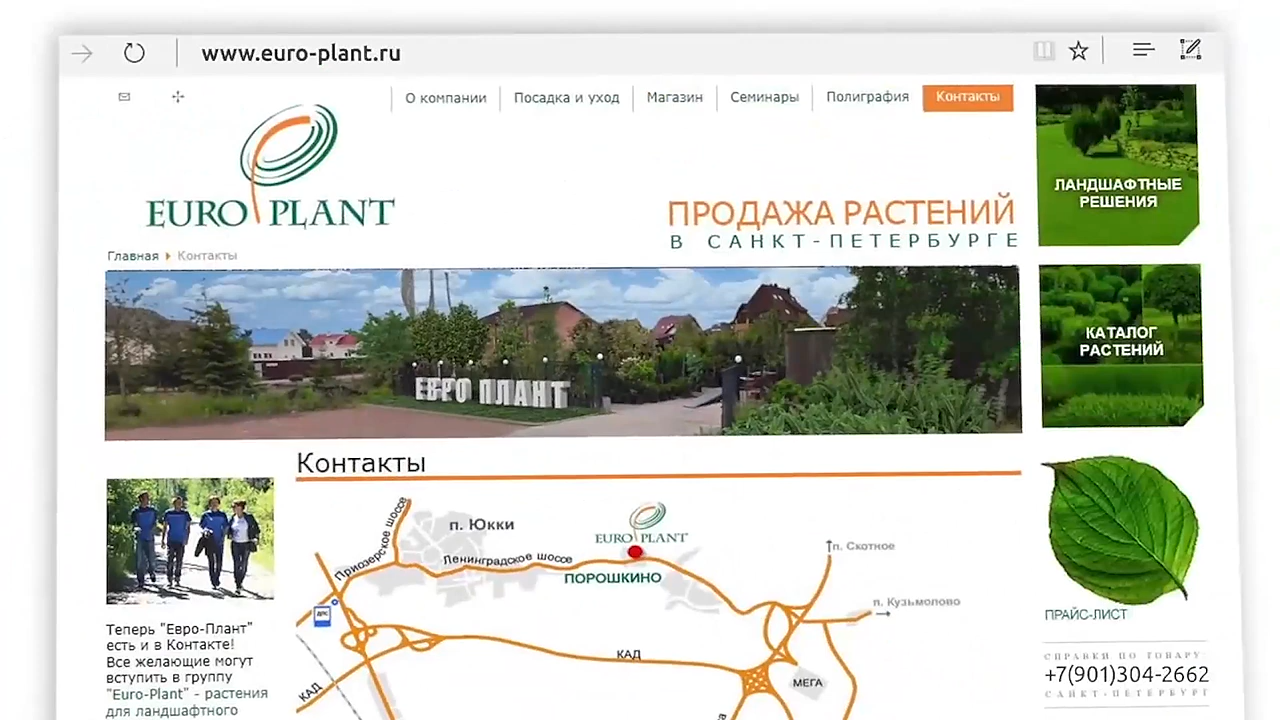 www.euro-plant.ru
О компании
Посадка и уход
Магазин
Семинары
Полиграфия
Контакты
EURO PLANT
ПРОДАЖА РАСТЕНИЙ
В САНКТ-ПЕТЕРБУРГЕ
Главная
Контакты
ЛАНДШАФТНЫЕ
РЕШЕНИЯ
КАТАЛОГ
РАСТЕНИЙ
ЕВРО ПЛАНТ
Контакты
Теперь "Евро-Плант"
есть и в Контакте!
Все желающие могут
вступить в группу
"Euro-Plant" - растения
для ландшафтного
Приозерское шоссе
п. Юкки
Ленинградское шоссе
EURO PLANT
ПОРОШКИНО
п. Скотное
п. Кузьмолово
ДПС
КАД
КАД
МЕГА
ПРАЙС-ЛИСТ
СПРАВКИ ПО ТОВАРУ:
+7(901)304-2662
САНКТ-ПЕТЕРБУРГ